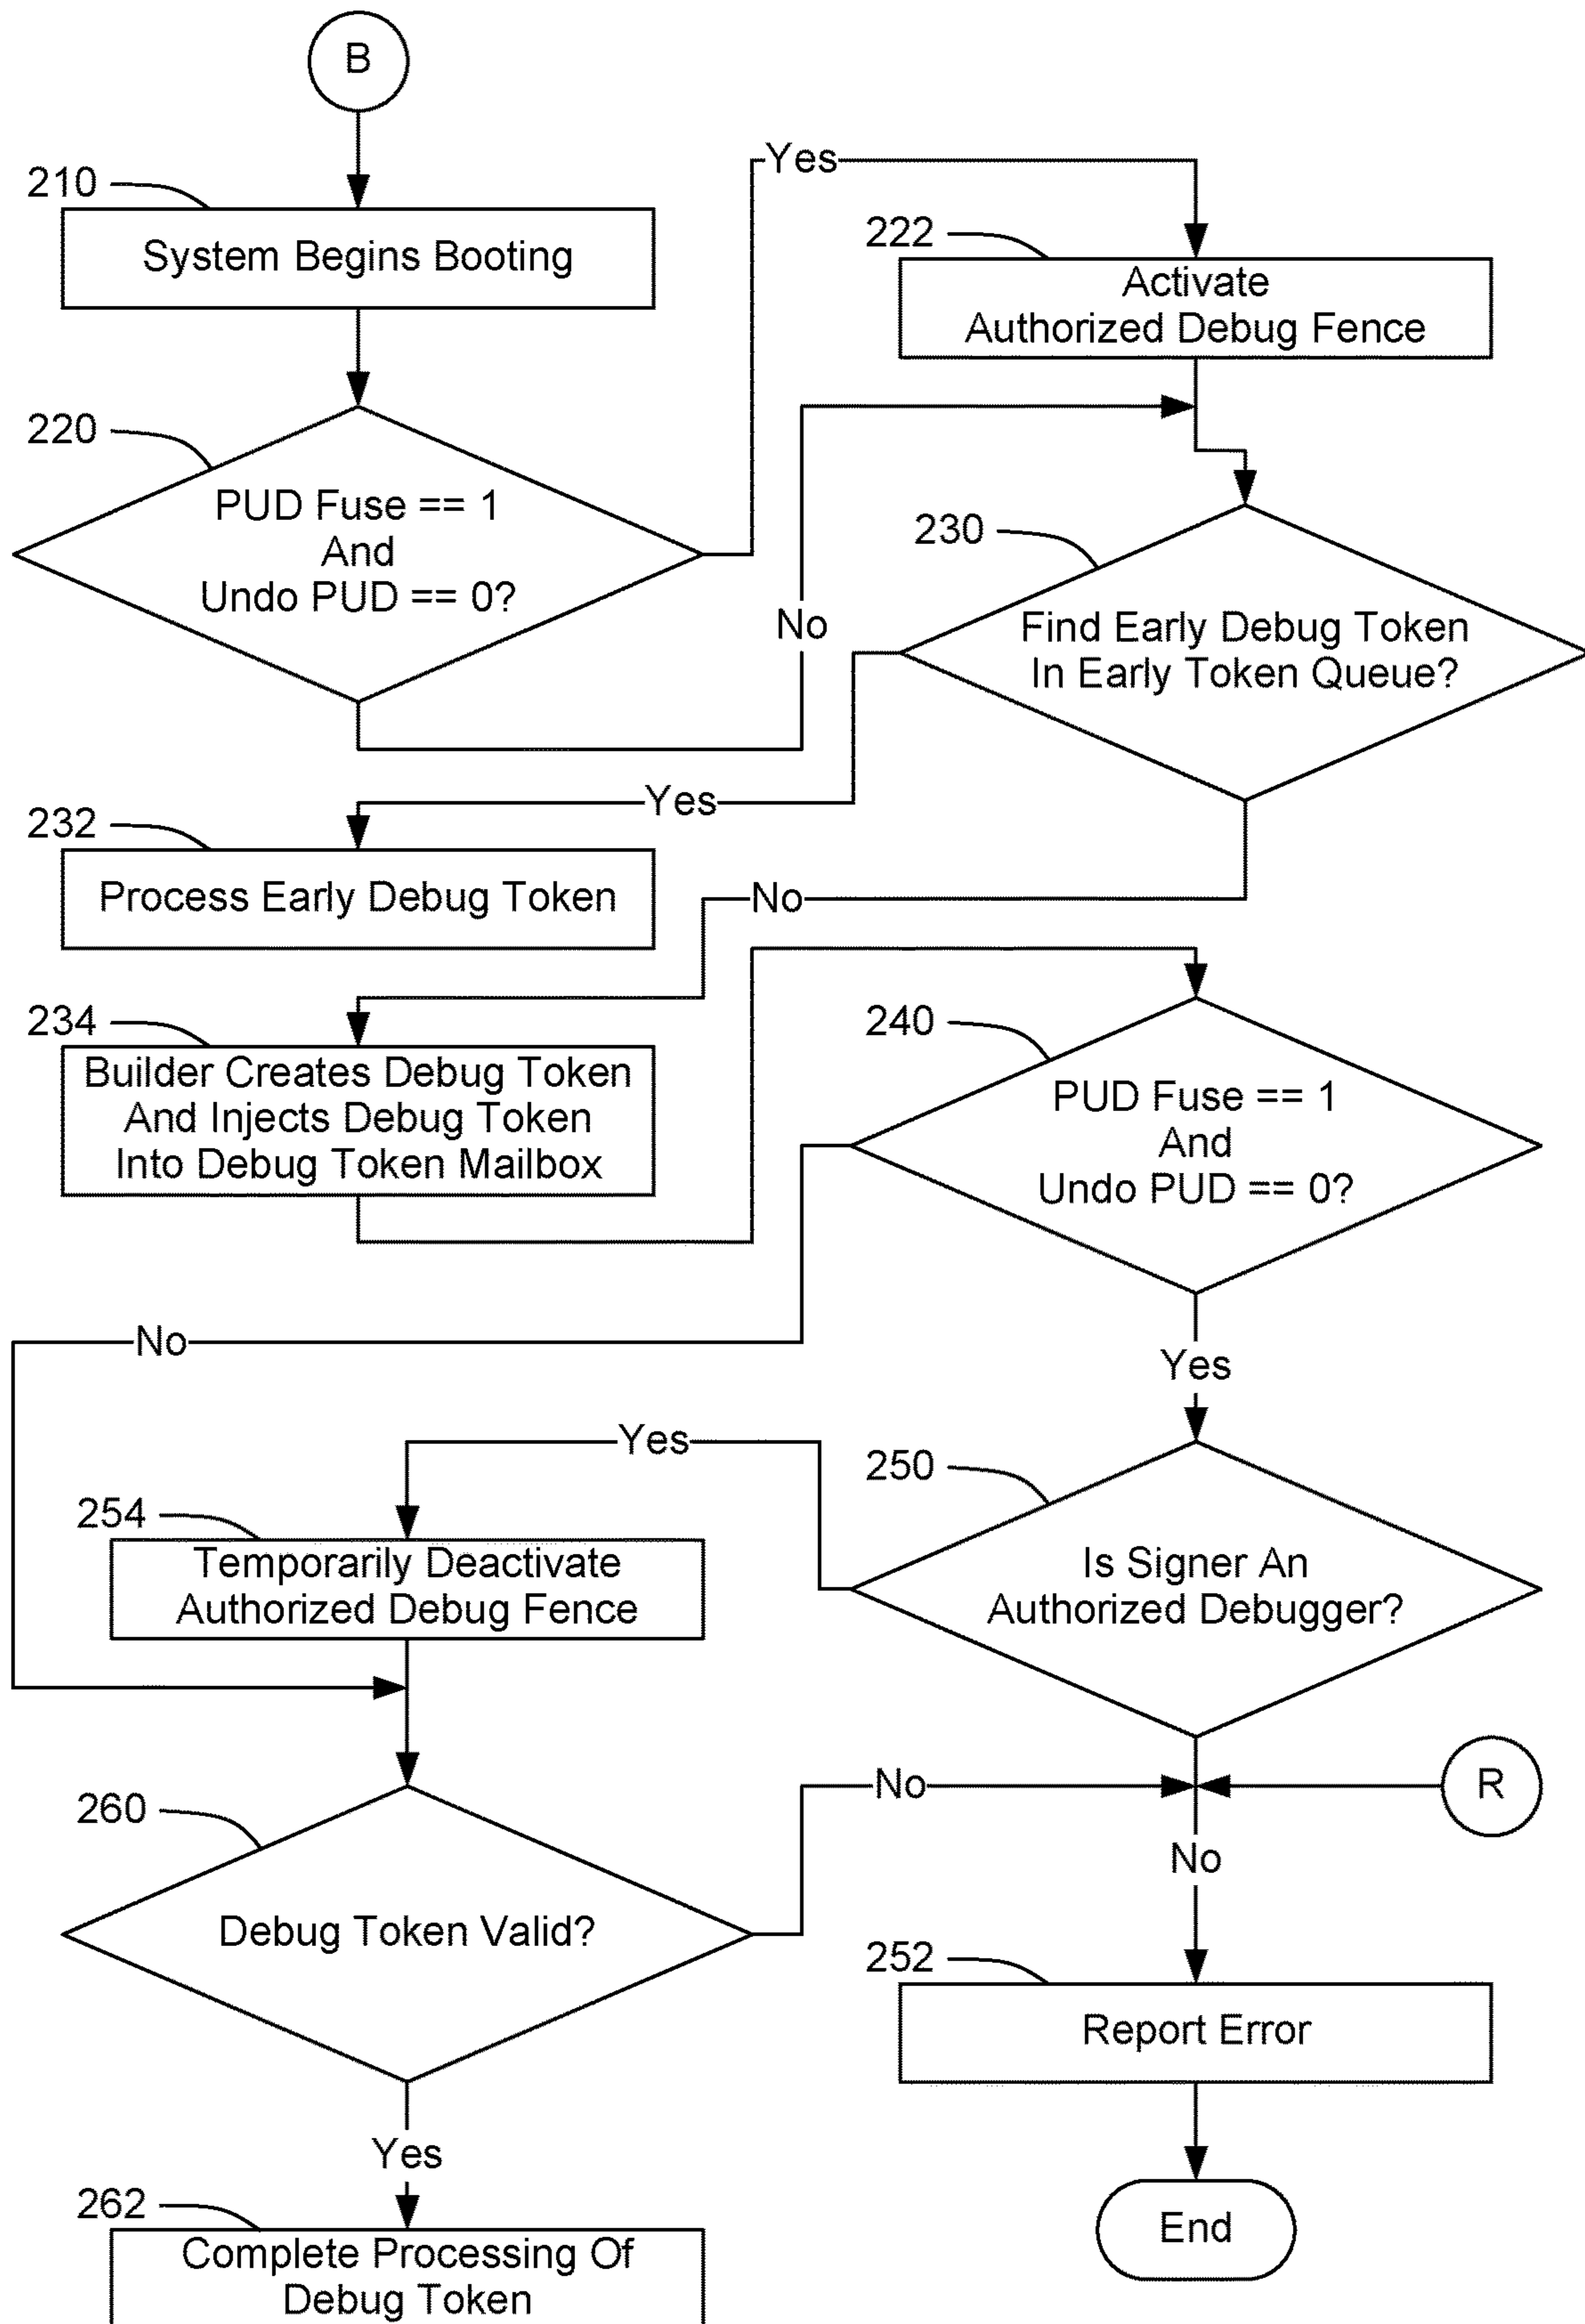 B
210
System Begins Booting
Yes
222
Activate
Authorized Debug Fence
220
PUD Fuse == 1
And
Undo PUD == 0?
No
230
Find Early Debug Token
In Early Token Queue?
Yes
232
Process Early Debug Token
No
234
Builder Creates Debug Token
And Injects Debug Token
Into Debug Token Mailbox
240
PUD Fuse == 1
And
Undo PUD == 0?
No
Yes
Yes
250
Is Signer An
Authorized Debugger?
254
Temporarily Deactivate
Authorized Debug Fence
No
R
260
Debug Token Valid?
No
252
Report Error
Yes
End
262
Complete Processing Of
Debug Token